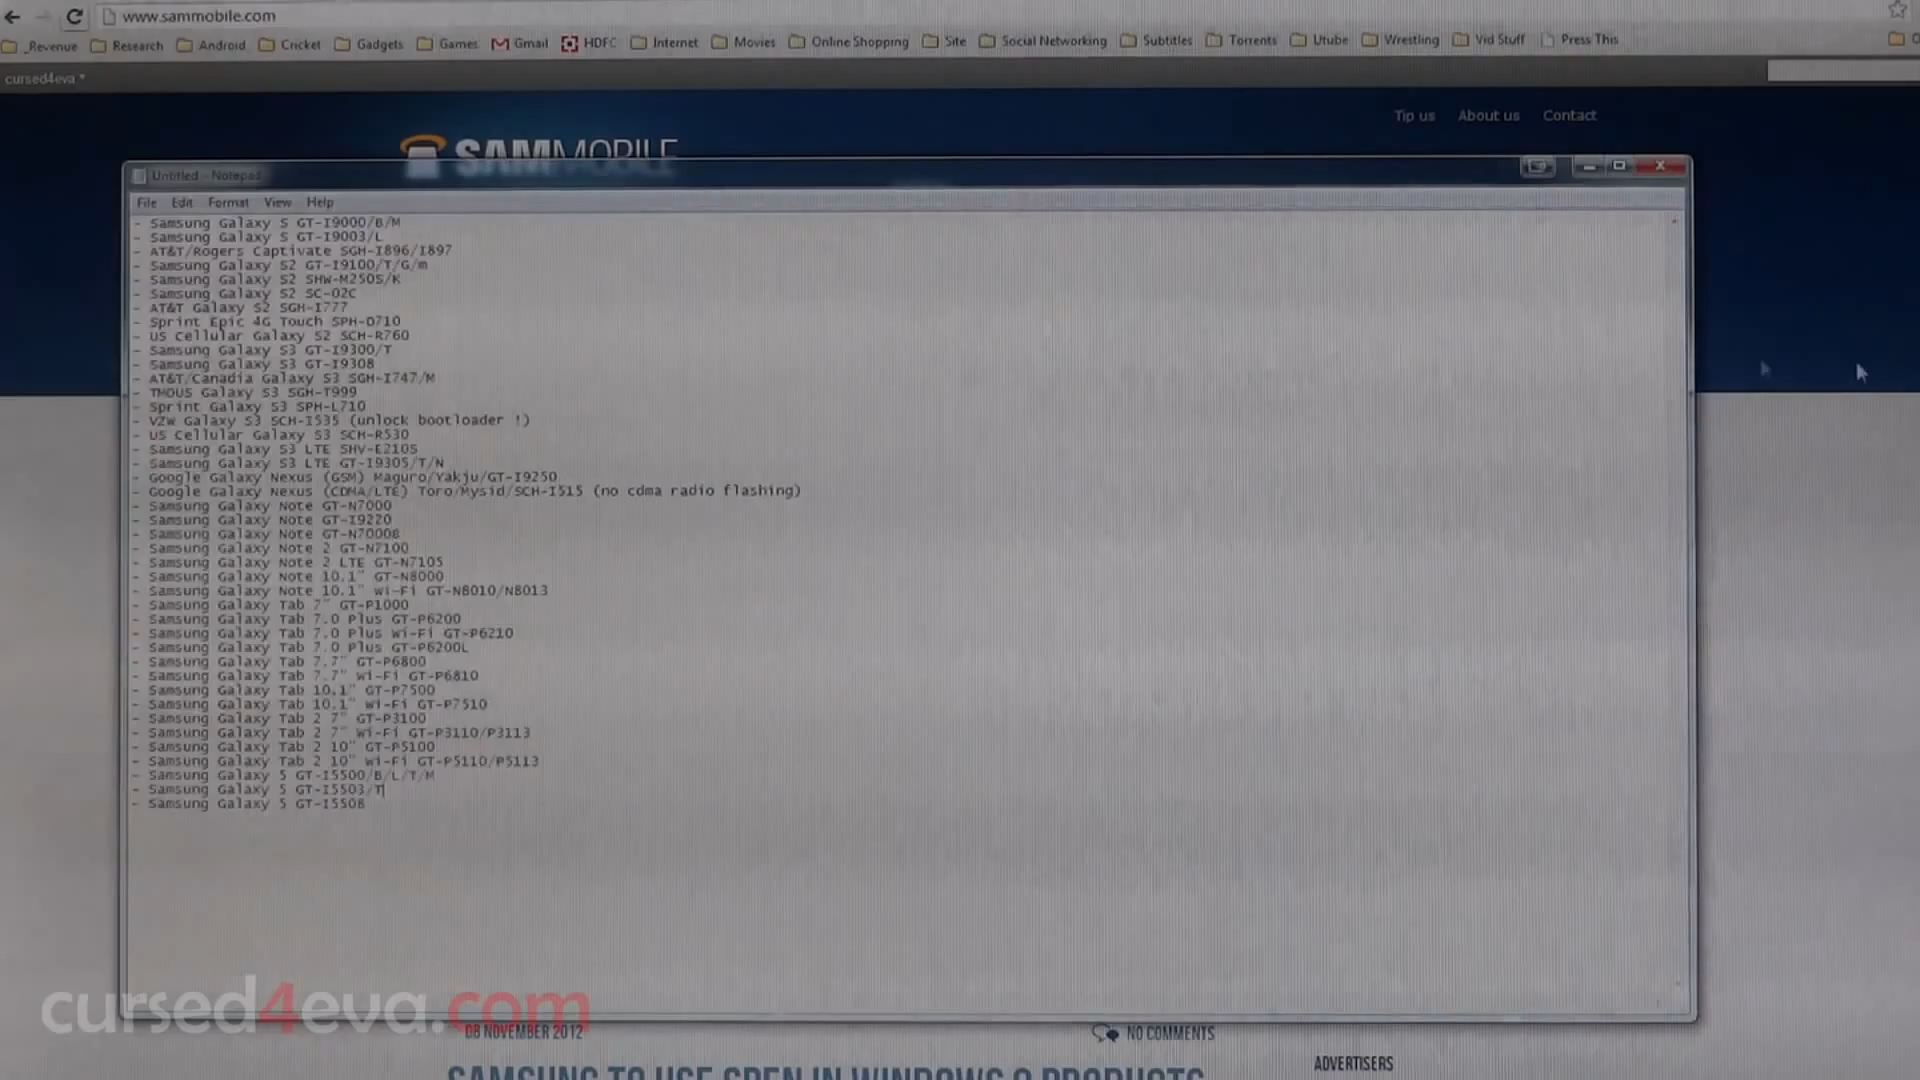 www.sammobile.com
_Revenue Research Android Cricket Gadgets Games Gmail HDFC Internet Movies Online Shopping Site Social Networking Subtitles Torrents Utube Wrestling Vid Stuff Press This
cursed4eva
Tip us About us Contact
SAMMOBILE
Untitled - Notepad
File Edit Format View Help
- Samsung Galaxy S GT-I9000/B/M
- Samsung Galaxy S GT-I9003/L
- AT&T/Rogers Captivate SGH-I896/I897
- Samsung Galaxy S2 GT-I9100/T/G/m
- Samsung Galaxy S2 SHW-M250S/K
- Samsung Galaxy S2 SC-02C
- AT&T Galaxy S2 SGH-I777
- Sprint Epic 4G Touch SPH-D710
- US Cellular Galaxy S2 SCH-R760
- Samsung Galaxy S3 GT-I9300/T
- Samsung Galaxy S3 GT-I9308
- AT&T/Canadia Galaxy S3 SGH-I747/M
- TMOUS Galaxy S3 SGH-T999
- Sprint Galaxy S3 SPH-L710
- VZW Galaxy S3 SCH-I535 (unlock bootloader !)
- US Cellular Galaxy S3 SCH-R530
- Samsung Galaxy S3 LTE SHV-E210S
- Samsung Galaxy S3 LTE GT-I9305/T/N
- Google Galaxy Nexus (GSM) Maguro/Yakju/GT-I9250
- Google Galaxy Nexus (CDMA/LTE) Toro/Mysid/SCH-I515 (no cdma radio flashing)
- Samsung Galaxy Note GT-N7000
- Samsung Galaxy Note GT-I9220
- Samsung Galaxy Note GT-N7000B
- Samsung Galaxy Note 2 GT-N7100
- Samsung Galaxy Note 2 LTE GT-N7105
- Samsung Galaxy Note 10.1" GT-N8000
- Samsung Galaxy Note 10.1" Wi-Fi GT-N8010/N8013
- Samsung Galaxy Tab 7" GT-P1000
- Samsung Galaxy Tab 7.0 Plus GT-P6200
- Samsung Galaxy Tab 7.0 Plus Wi-Fi GT-P6210
- Samsung Galaxy Tab 7.0 Plus GT-P6200L
- Samsung Galaxy Tab 7.7" GT-P6800
- Samsung Galaxy Tab 7.7" Wi-Fi GT-P6810
- Samsung Galaxy Tab 10.1" GT-P7500
- Samsung Galaxy Tab 10.1" Wi-Fi GT-P7510
- Samsung Galaxy Tab 2 7" GT-P3100
- Samsung Galaxy Tab 2 7" Wi-Fi GT-P3110/P3113
- Samsung Galaxy Tab 2 10" GT-P5100
- Samsung Galaxy Tab 2 10" Wi-Fi GT-P5110/P5113
- Samsung Galaxy 5 GT-I5500/B/L/T/M
- Samsung Galaxy 5 GT-I5503/T
- Samsung Galaxy 5 GT-I5508
cursed4eva.com
08 NOVEMBER 2012 NO COMMENTS
SAMSUNG TO USE SPEN IN WINDOWS 8 PRODUCTS
ADVERTISERS